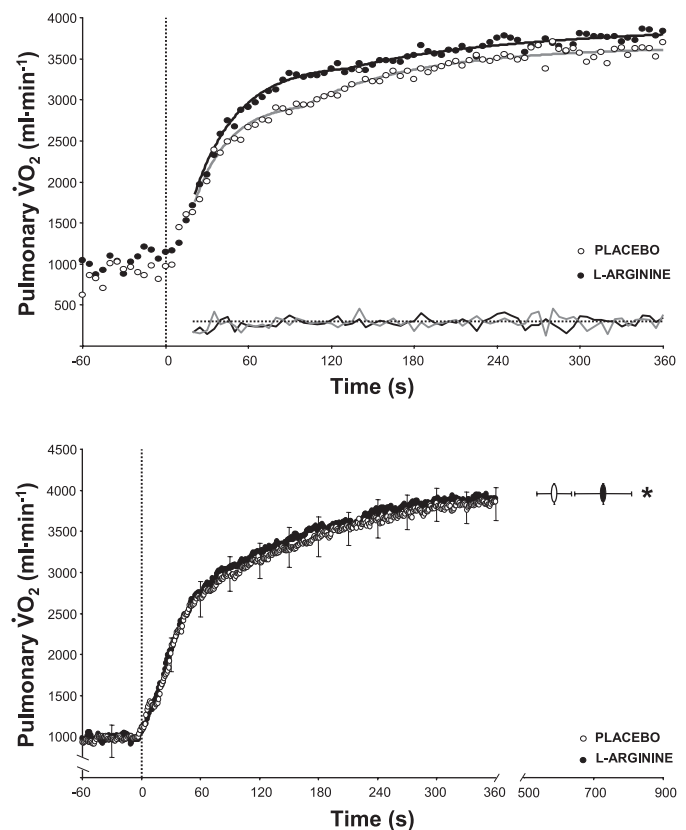 4000
3500
3000
2500
2000
1500
1000
500
Pulmonary V̇O₂ (ml·min⁻¹)
PLACEBO
L-ARGININE
-60 0 60 120 180 240 300 360
Time (s)
4500
4000
3500
3000
2500
2000
1500
1000
Pulmonary V̇O₂ (ml·min⁻¹)
*
PLACEBO
L-ARGININE
-60 0 60 120 180 240 300 360 500 700 900
Time (s)